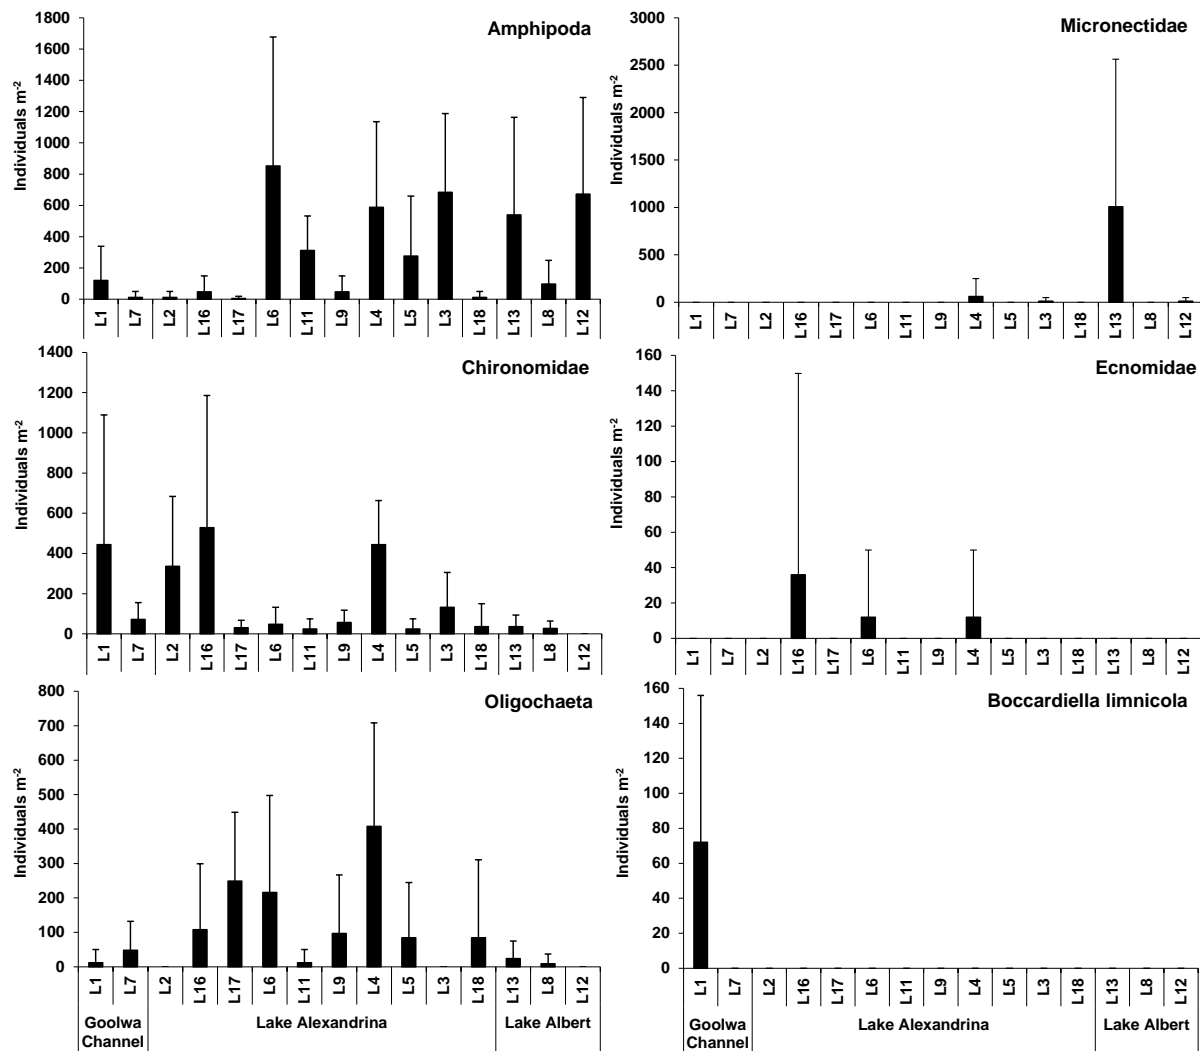 Amphipoda
Individuals m-2
1800
1600
1400
1200
1000
800
600
400
200
0
L1 L7 L2 L16 L17 L6 L11 L9 L4 L5 L3 L18 L13 L8 L12
Micronectidae
Individuals m-2
3000
2500
2000
1500
1000
500
0
L1 L7 L2 L16 L17 L6 L11 L9 L4 L5 L3 L18 L13 L8 L12
Chironomidae
Individuals m-2
1400
1200
1000
800
600
400
200
0
L1 L7 L2 L16 L17 L6 L11 L9 L4 L5 L3 L18 L13 L8 L12
Ecnomidae
Individuals m-2
160
140
120
100
80
60
40
20
0
L1 L7 L2 L16 L17 L6 L11 L9 L4 L5 L3 L18 L13 L8 L12
Oligochaeta
Individuals m-2
800
700
600
500
400
300
200
100
0
L1 L7 L2 L16 L17 L6 L11 L9 L4 L5 L3 L18 L13 L8 L12
Goolwa
Channel
Lake Alexandrina
Lake Albert
Boccardiella limnicola
Individuals m-2
160
140
120
100
80
60
40
20
0
L1 L7 L2 L16 L17 L6 L11 L9 L4 L5 L3 L18 L13 L8 L12
Goolwa
Channel
Lake Alexandrina
Lake Albert